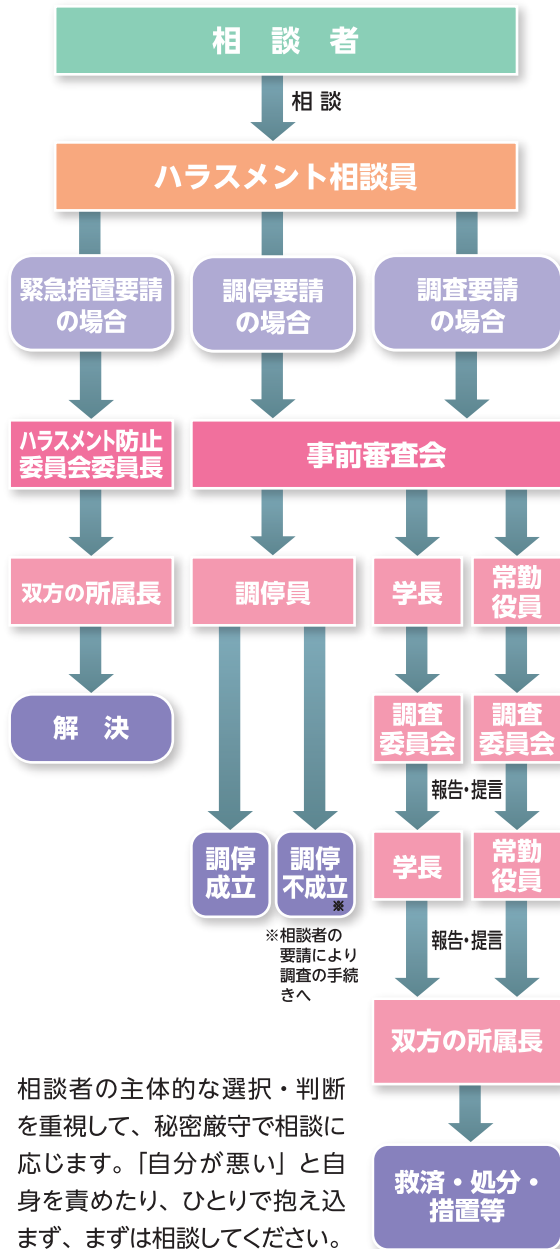 相 談 者
相 談
ハラスメント相談員
緊急措置要請
の場合
調停要請
の場合
調査要請
の場合
ハラスメント防止
委員会委員長
事前審査会
双方の所属長
調停員
学長
常勤
役員
解 決
調査
委員会
調査
委員会
報告・提言
調停
成立
調停
不成立
※
学長
常勤
役員
※相談者の
要請により
調査の手続
きへ
報告・提言
双方の所属長
救済・処分・
措置等
相談者の主体的な選択・判断
を重視して、秘密厳守で相談に
応じます。「自分が悪い」と自
身を責めたり、ひとりで抱え込
まず、まずは相談してください。